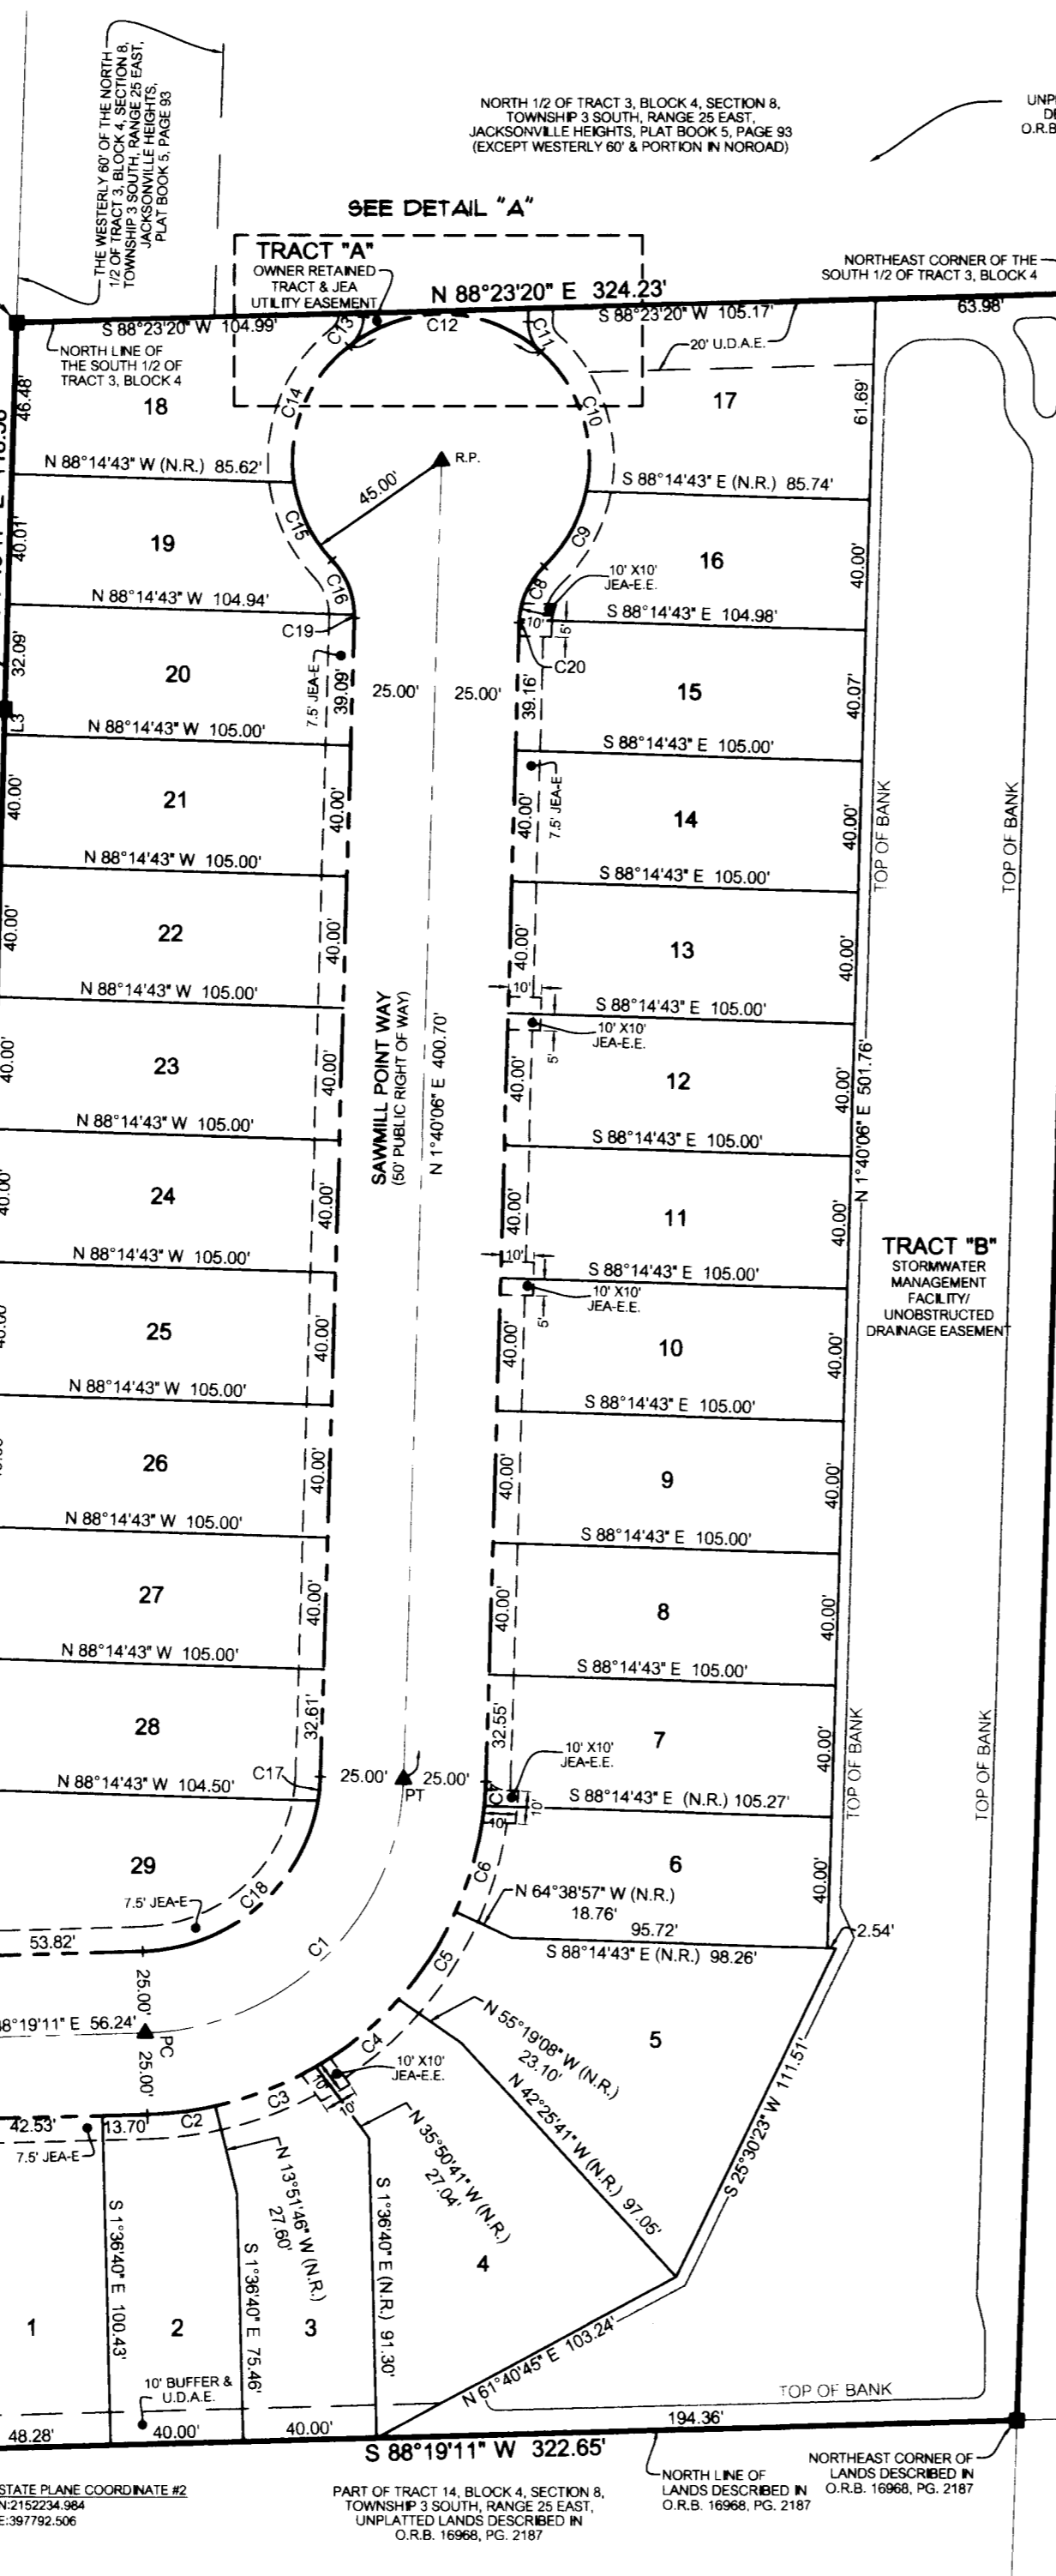 THE WESTERLY 60' OF THE NORTH
1/2 OF TRACT 3, BLOCK 4, SECTION 8,
TOWNSHIP 3 SOUTH, RANGE 25 EAST,
JACKSONVILLE HEIGHTS,
PLAT BOOK 5, PAGE 93
NORTH 1/2 OF TRACT 3, BLOCK 4, SECTION 8,
TOWNSHIP 3 SOUTH, RANGE 25 EAST,
JACKSONVILLE HEIGHTS, PLAT BOOK 5, PAGE 93
(EXCEPT WESTERLY 60' & PORTION IN NOROAD)
O.R.B
SEE DETAIL "A"
TRACT "A"
OWNER RETAINED
TRACT & JEA
UTILITY EASEMENT
NORTHEAST CORNER OF THE
SOUTH 1/2 OF TRACT 3, BLOCK 4
N 88°23'20" E 324.23'
63.98'
S 88°23'20" W 104.99'
C13
C12
C11
S 88°23'20" W 105.17'
20' U.D.A.E.
NORTH LINE OF
THE SOUTH 1/2 OF
TRACT 3, BLOCK 4
46.48'
18
C14
C10
17
61.69'
N 88°14'43" W (N.R.) 85.62'
R.P.
45.00'
S 88°14'43" E (N.R.) 85.74'
40.01'
19
C15
C9
16
40.00'
C16
C8
10' X10'
JEA-E.E.
N 88°14'43" W 104.94'
S 88°14'43" E 104.98'
C19
10'
5'
C20
32.09'
20
7.5' JEA-E
39.09'
25.00'
25.00'
39.16'
15
40.07'
L3
N 88°14'43" W 105.00'
S 88°14'43" E 105.00'
40.00'
21
40.00'
40.00'
7.5' JEA-E
14
40.00'
TOP OF BANK
TOP OF BANK
N 88°14'43" W 105.00'
S 88°14'43" E 105.00'
40.00'
22
40.00'
40.00'
13
40.00'
N 88°14'43" W 105.00'
10'
S 88°14'43" E 105.00'
10' X10'
JEA-E.E.
5'
SAWMILL POINT WAY
(50' PUBLIC RIGHT OF WAY)
N 1°40'06" E 400.70'
N 1°40'06" E 501.76'
40.00'
23
40.00'
40.00'
12
40.00'
N 88°14'43" W 105.00'
S 88°14'43" E 105.00'
40.00'
24
40.00'
40.00'
11
40.00'
TRACT "B"
STORMWATER
MANAGEMENT
FACILITY/
UNOBSTRUCTED
DRAINAGE EASEMENT
N 88°14'43" W 105.00'
10'
S 88°14'43" E 105.00'
10' X10'
JEA-E.E.
5'
25
40.00'
40.00'
10
40.00'
N 88°14'43" W 105.00'
S 88°14'43" E 105.00'
26
40.00'
40.00'
9
40.00'
N 88°14'43" W 105.00'
S 88°14'43" E 105.00'
27
40.00'
40.00'
8
40.00'
N 88°14'43" W 105.00'
S 88°14'43" E 105.00'
28
32.61'
32.55'
7
40.00'
TOP OF BANK
TOP OF BANK
10' X10'
JEA-E.E.
N 88°14'43" W 104.50'
C17
25.00'
25.00'
PT
C7
10'
10'
S 88°14'43" E (N.R.) 105.27'
29
C6
6
40.00'
7.5' JEA-E
C18
N 64°38'57" W (N.R.)
18.76'
95.72'
2.54'
S 88°14'43" E (N.R.) 98.26'
53.82'
C1
C5
25.00'
PC
25.00'
8°19'11" E 56.24'
C4
N 55°19'08" W (N.R.)
23.10'
5
10' X10'
JEA-E.E.
10'
10'
C3
N 42°25'41" W (N.R.) 97.05'
S 25°30'23" W 111.51'
42.53'
13.70'
C2
7.5' JEA-E
N 35°50'41" W (N.R.)
27.04'
N 13°51'46" W (N.R.)
27.60'
S 1°36'40" E 100.43'
S 1°36'40" E 75.46'
S 1°36'40" E (N.R.) 91.30'
4
1
2
3
N 61°40'45" E 103.24'
10' BUFFER &
U.D.A.E.
TOP OF BANK
48.28'
40.00'
40.00'
194.36'
S 88°19'11" W 322.65'
STATE PLANE COORDINATE #2
N:2152234.984
E:397792.506
PART OF TRACT 14, BLOCK 4, SECTION 8,
TOWNSHIP 3 SOUTH, RANGE 25 EAST,
UNPLATTED LANDS DESCRIBED IN
O.R.B. 16968, PG. 2187
NORTH LINE OF
LANDS DESCRIBED IN
O.R.B. 16968, PG. 2187
NORTHEAST CORNER OF
LANDS DESCRIBED IN
O.R.B. 16968, PG. 2187